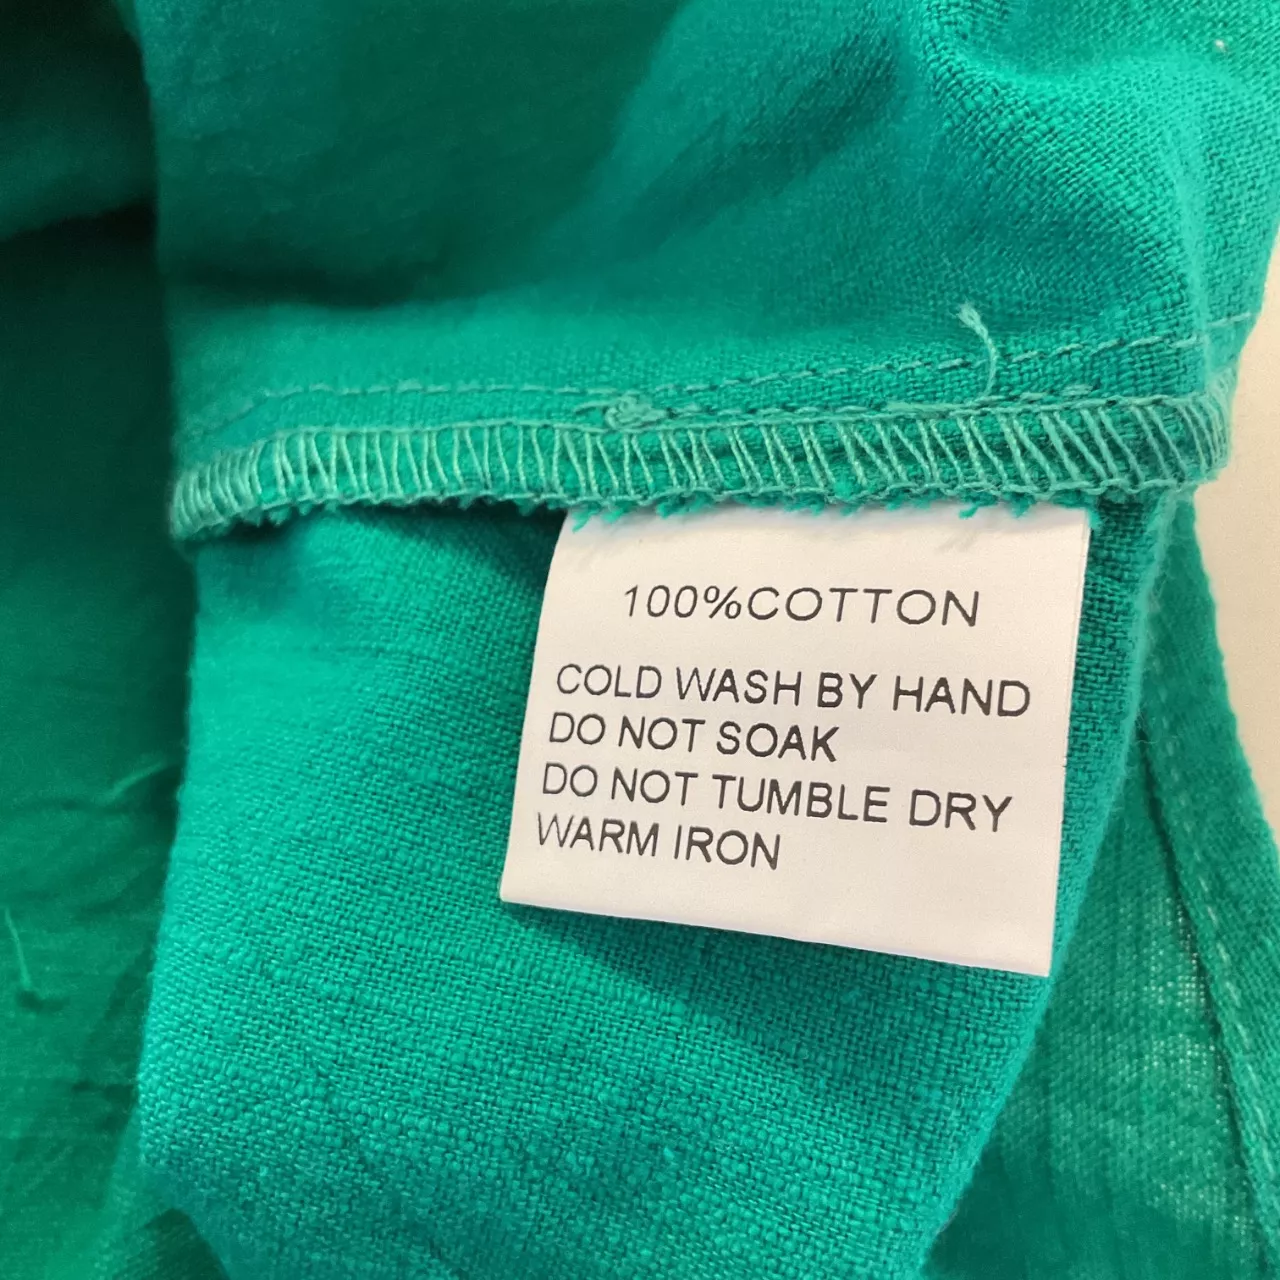 100%COTTON
COLD WASH BY HAND
DO NOT SOAK
DO NOT TUMBLE DRY
WARM IRON